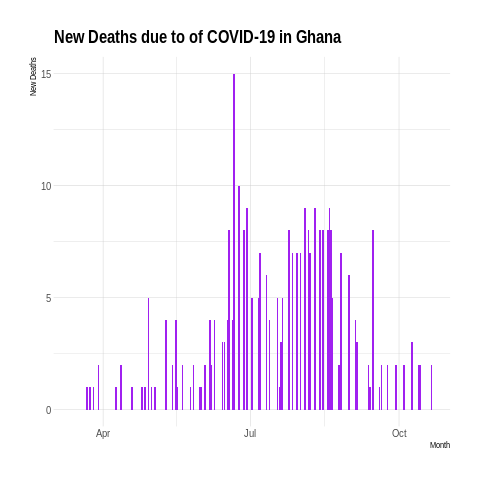 New Deaths due to of COVID-19 in Ghana
New Deaths
15
10
5
0
Apr
Jul
Oct
Month